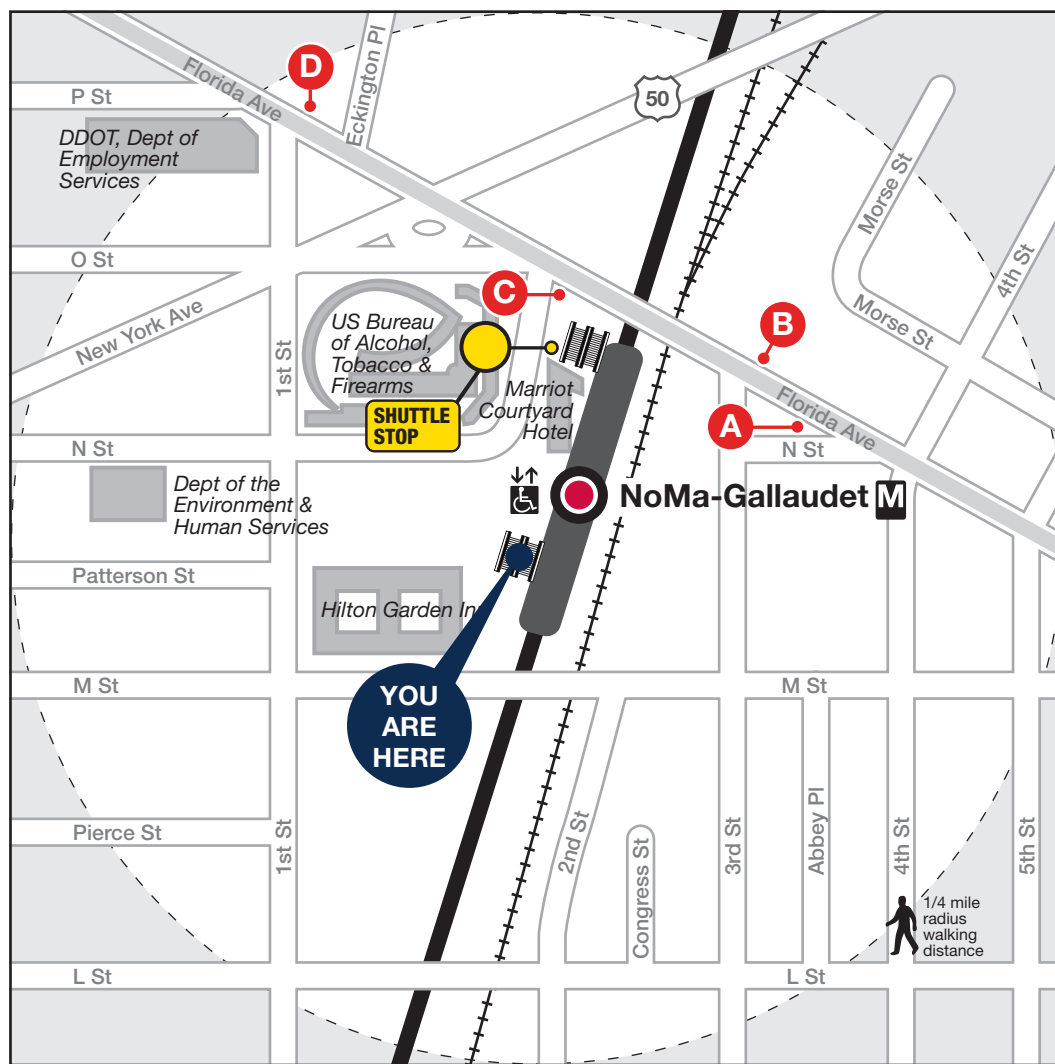 Eckington Pl
D
Florida Ave
P St
50
DDOT, Dept of
Employment
Services
Morse St
4th St
O St
C
New York Ave
US Bureau
of Alcohol,
Tobacco &
Firearms
1st St
B
Morse St
SHUTTLE
STOP
Marriot
Courtyard
Hotel
A
Florida Ave
N St
N St
Dept of the
Environment &
Human Services
NoMa-Gallaudet M
Patterson St
Hilton Garden Inn
M St
M St
YOU
ARE
HERE
Pierce St
1st St
2nd St
Congress St
3rd St
Abbey Pl
4th St
5th St
1/4 mile
radius
walking
distance
L St
L St